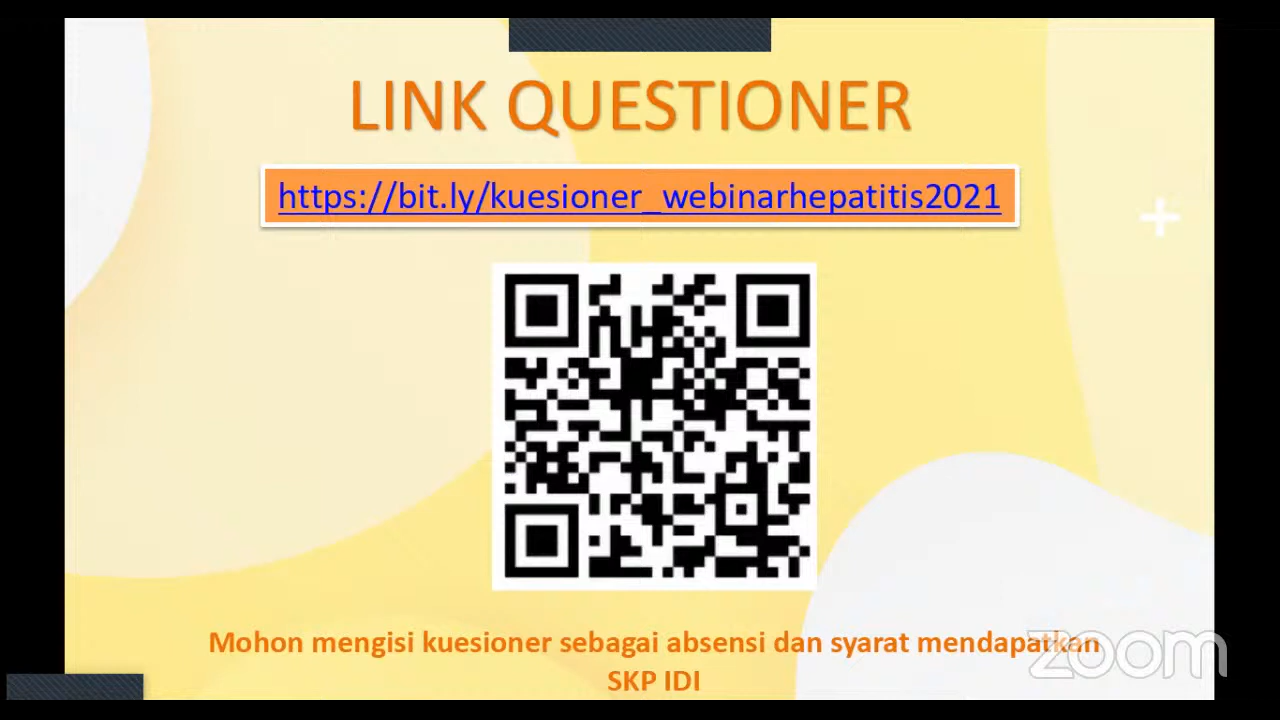 LINK QUESTIONER
https://bit.ly/kuesioner_webinarhepatitis2021
Mohon mengisi kuesioner sebagai absensi dan syarat mendapatkan
SKP IDI
zoom